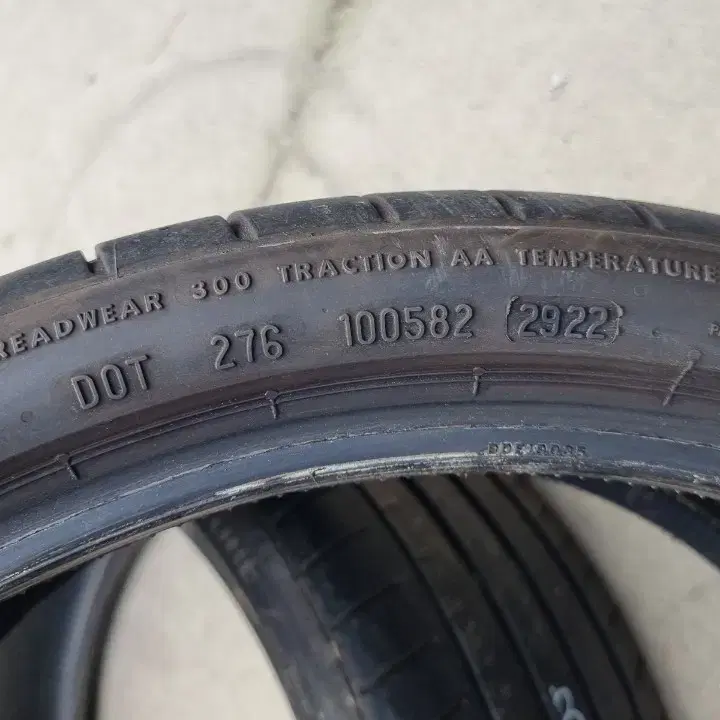 READWEAR 300 TRACTION AA TEMPERATURE
DOT 276 100582 2922